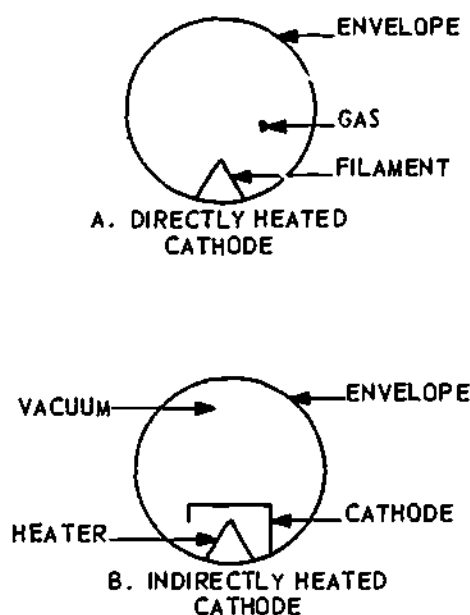 ENVELOPE
GAS
FILAMENT
A. DIRECTLY HEATED
CATHODE
VACUUM
ENVELOPE
CATHODE
HEATER
B. INDIRECTLY HEATED
CATHODE